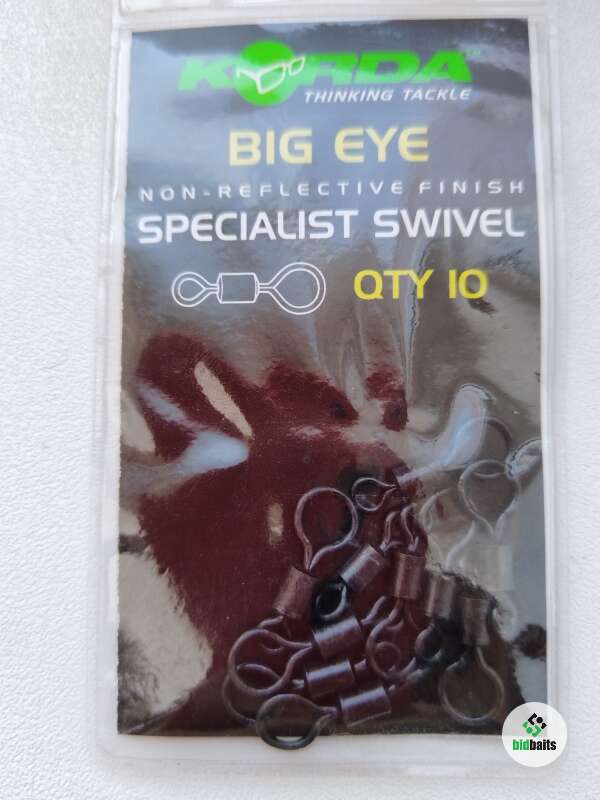 KORDA
THINKING TACKLE
BIG EYE
NON-REFLECTIVE FINISH
SPECIALIST SWIVEL
QTY 10
bidbaits